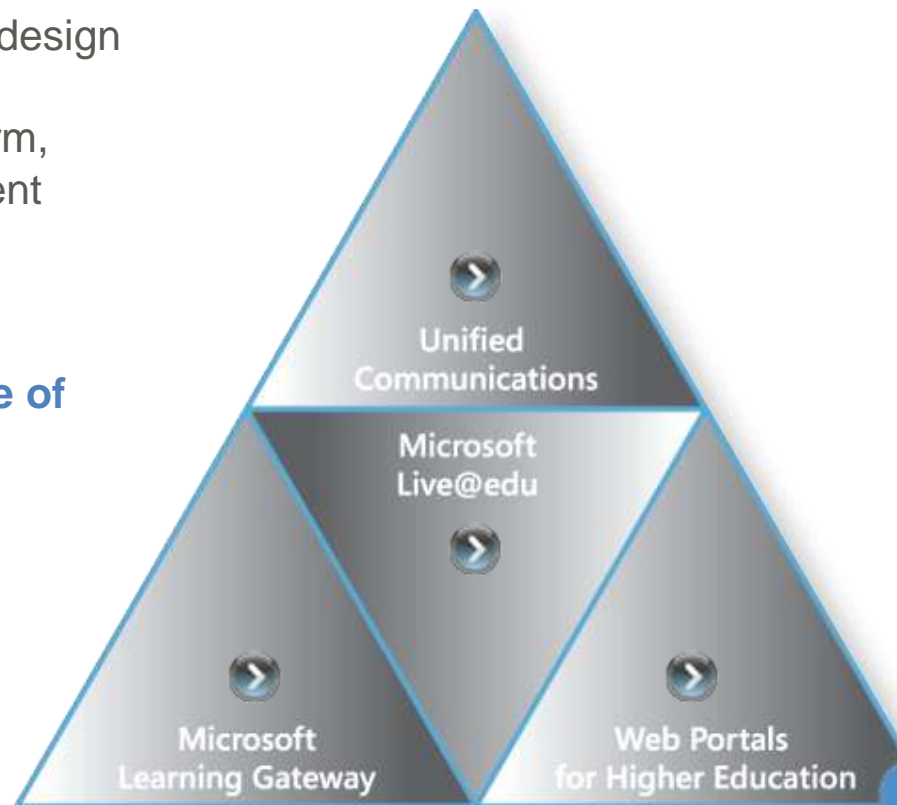 design
ent
e of
Unified
Communications
Microsoft
Live@edu
Microsoft
Learning Gateway
Web Portals
for Higher Education